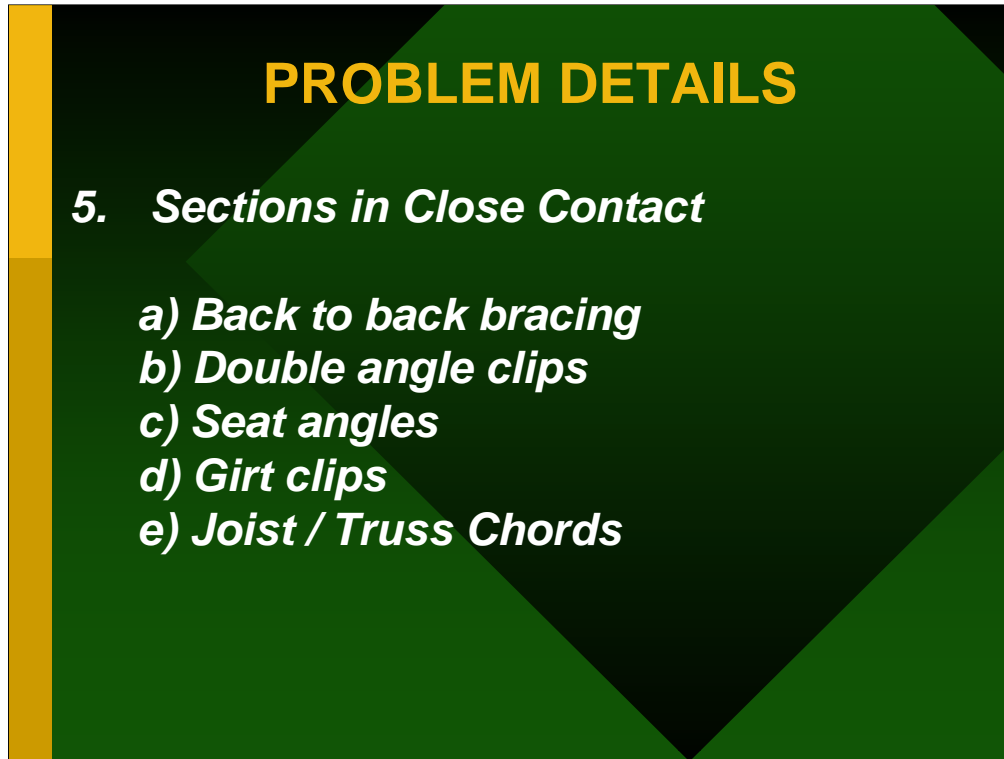 PROBLEM DETAILS
5. Sections in Close Contact
a) Back to back bracing
b) Double angle clips
c) Seat angles
d) Girt clips
e) Joist / Truss Chords